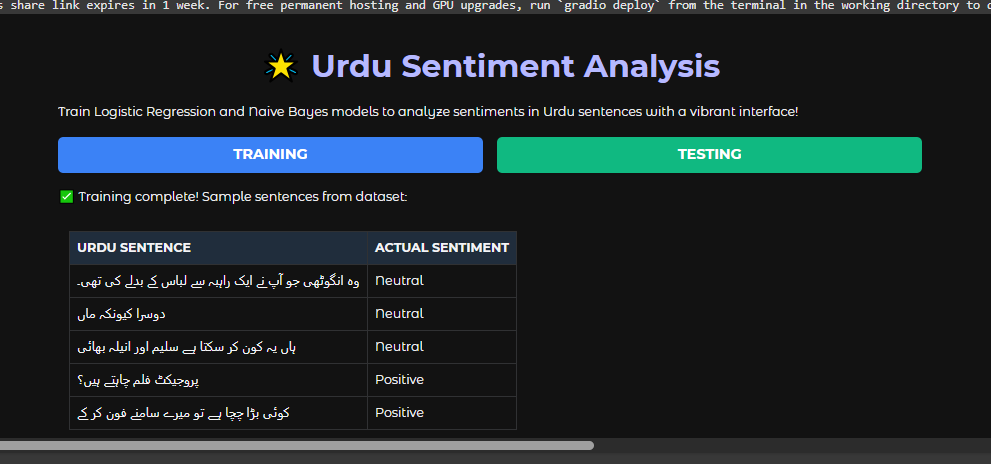 s share link expires in 1 week. For free permanent hosting and GPU upgrades, run `gradio deploy` from the terminal in the working directory to
Urdu Sentiment Analysis
Train Logistic Regression and Naive Bayes models to analyze sentiments in Urdu sentences with a vibrant interface!
TRAINING TESTING
✅ Training complete! Sample sentences from dataset:
URDU SENTENCE ACTUAL SENTIMENT
وہ انگوٹھی جو آپ نے ایک راہبہ سے لباس کے بدلے کی تھی۔ Neutral
دوسرا کیونکہ ماں Neutral
ہاں یہ کون کر سکتا ہے سلیم اور انیلہ بھائی Neutral
پروجیکٹ فلم چاہتے ہیں؟ Positive
کوئی بڑا چچا ہے تو میرے سامنے فون کر کے Positive